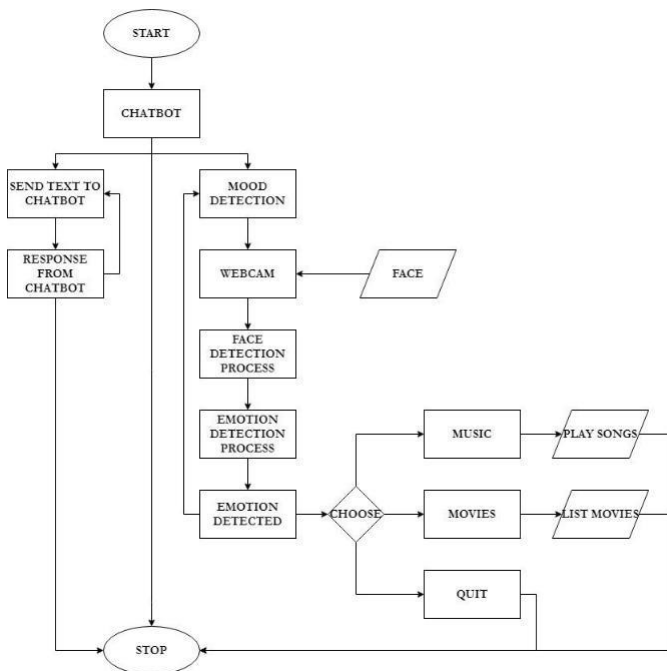 START
CHATBOT
SEND TEXT TO
CHATBOT
MOOD
DETECTION
RESPONSE
FROM
CHATBOT
WEBCAM
FACE
FACE
DETECTION
PROCESS
EMOTION
DETECTION
PROCESS
MUSIC
PLAY SONGS
EMOTION
DETECTED
CHOOSE
MOVIES
LIST MOVIES
QUIT
STOP